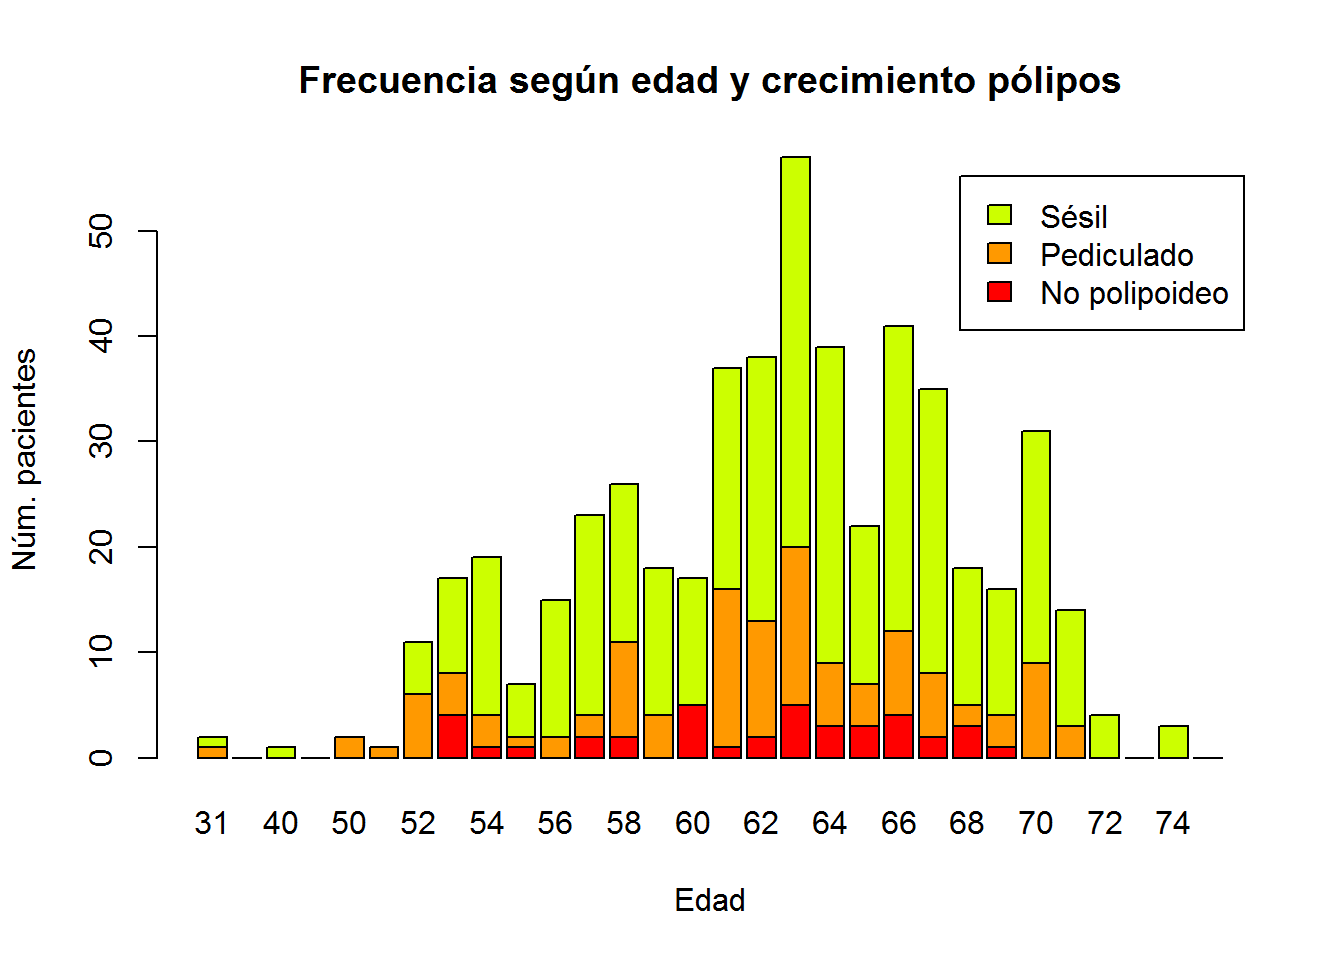 Frecuencia según edad y crecimiento pólipos
Sésil
Pediculado
No polipoideo
Núm. pacientes
50
40
30
20
10
0
31 40 50 52 54 56 58 60 62 64 66 68 70 72 74
Edad